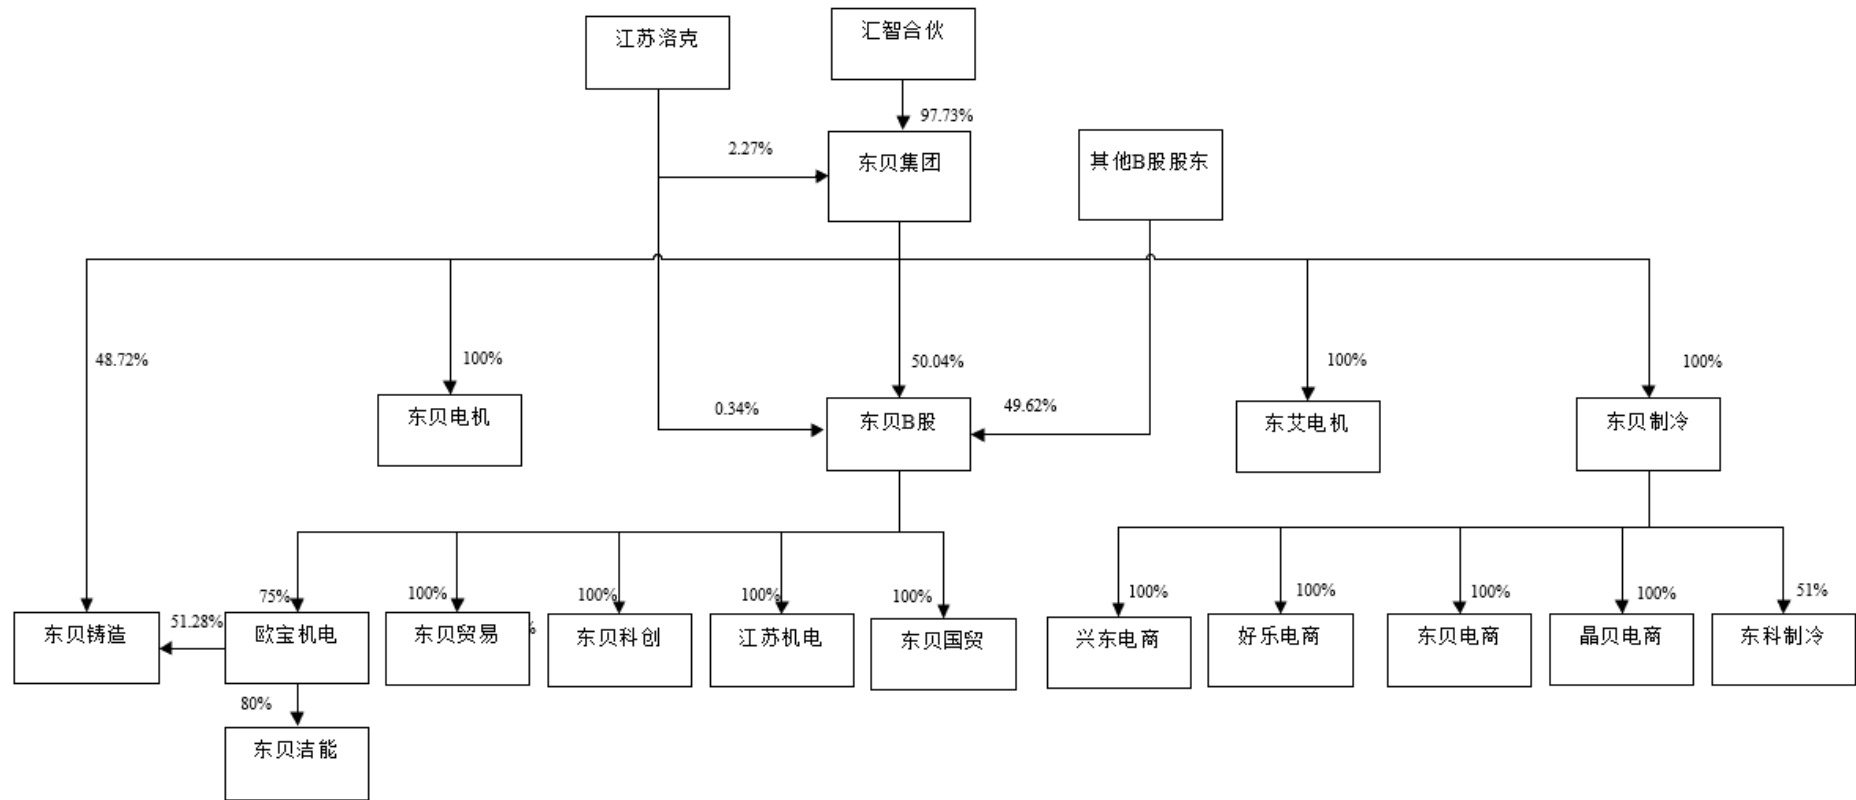 江苏洛克
汇智合伙
97.73%
2.27%
东贝集团
其他B股股东
48.72%
100%
50.04%
100%
100%
东贝电机
0.34%
东贝B股
49.62%
东艾电机
东贝制冷
75%
100%
100%
100%
100%
100%
100%
100%
100%
51%
东贝铸造
51.28%
欧宝机电
东贝贸易
%
东贝科创
江苏机电
东贝国贸
兴东电商
好乐电商
东贝电商
晶贝电商
东科制冷
80%
东贝洁能